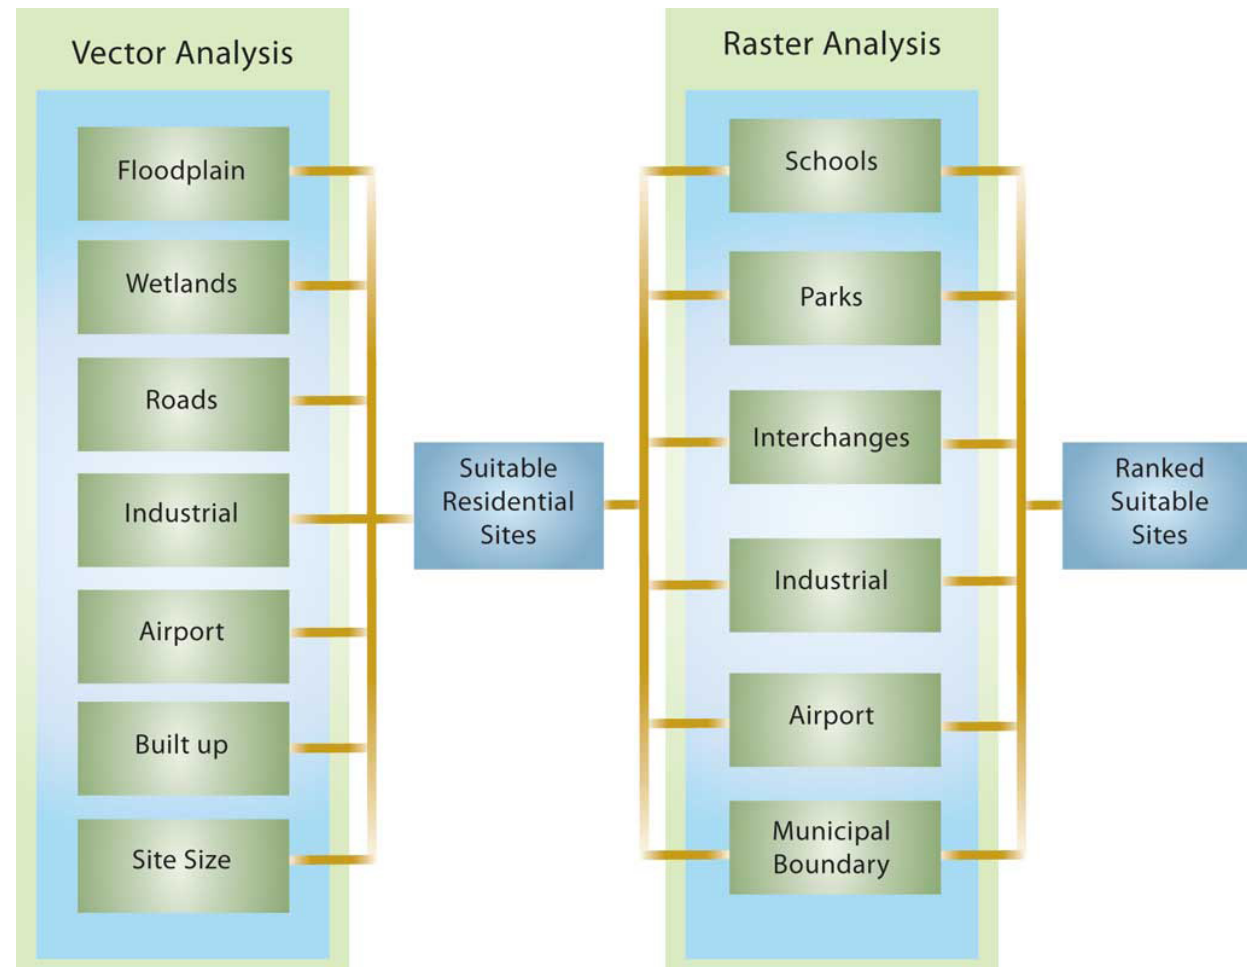 Vector Analysis
Floodplain
Wetlands
Roads
Industrial
Airport
Built up
Site Size
Suitable
Residential
Sites
Raster Analysis
Schools
Parks
Interchanges
Industrial
Airport
Municipal
Boundary
Ranked
Suitable
Sites